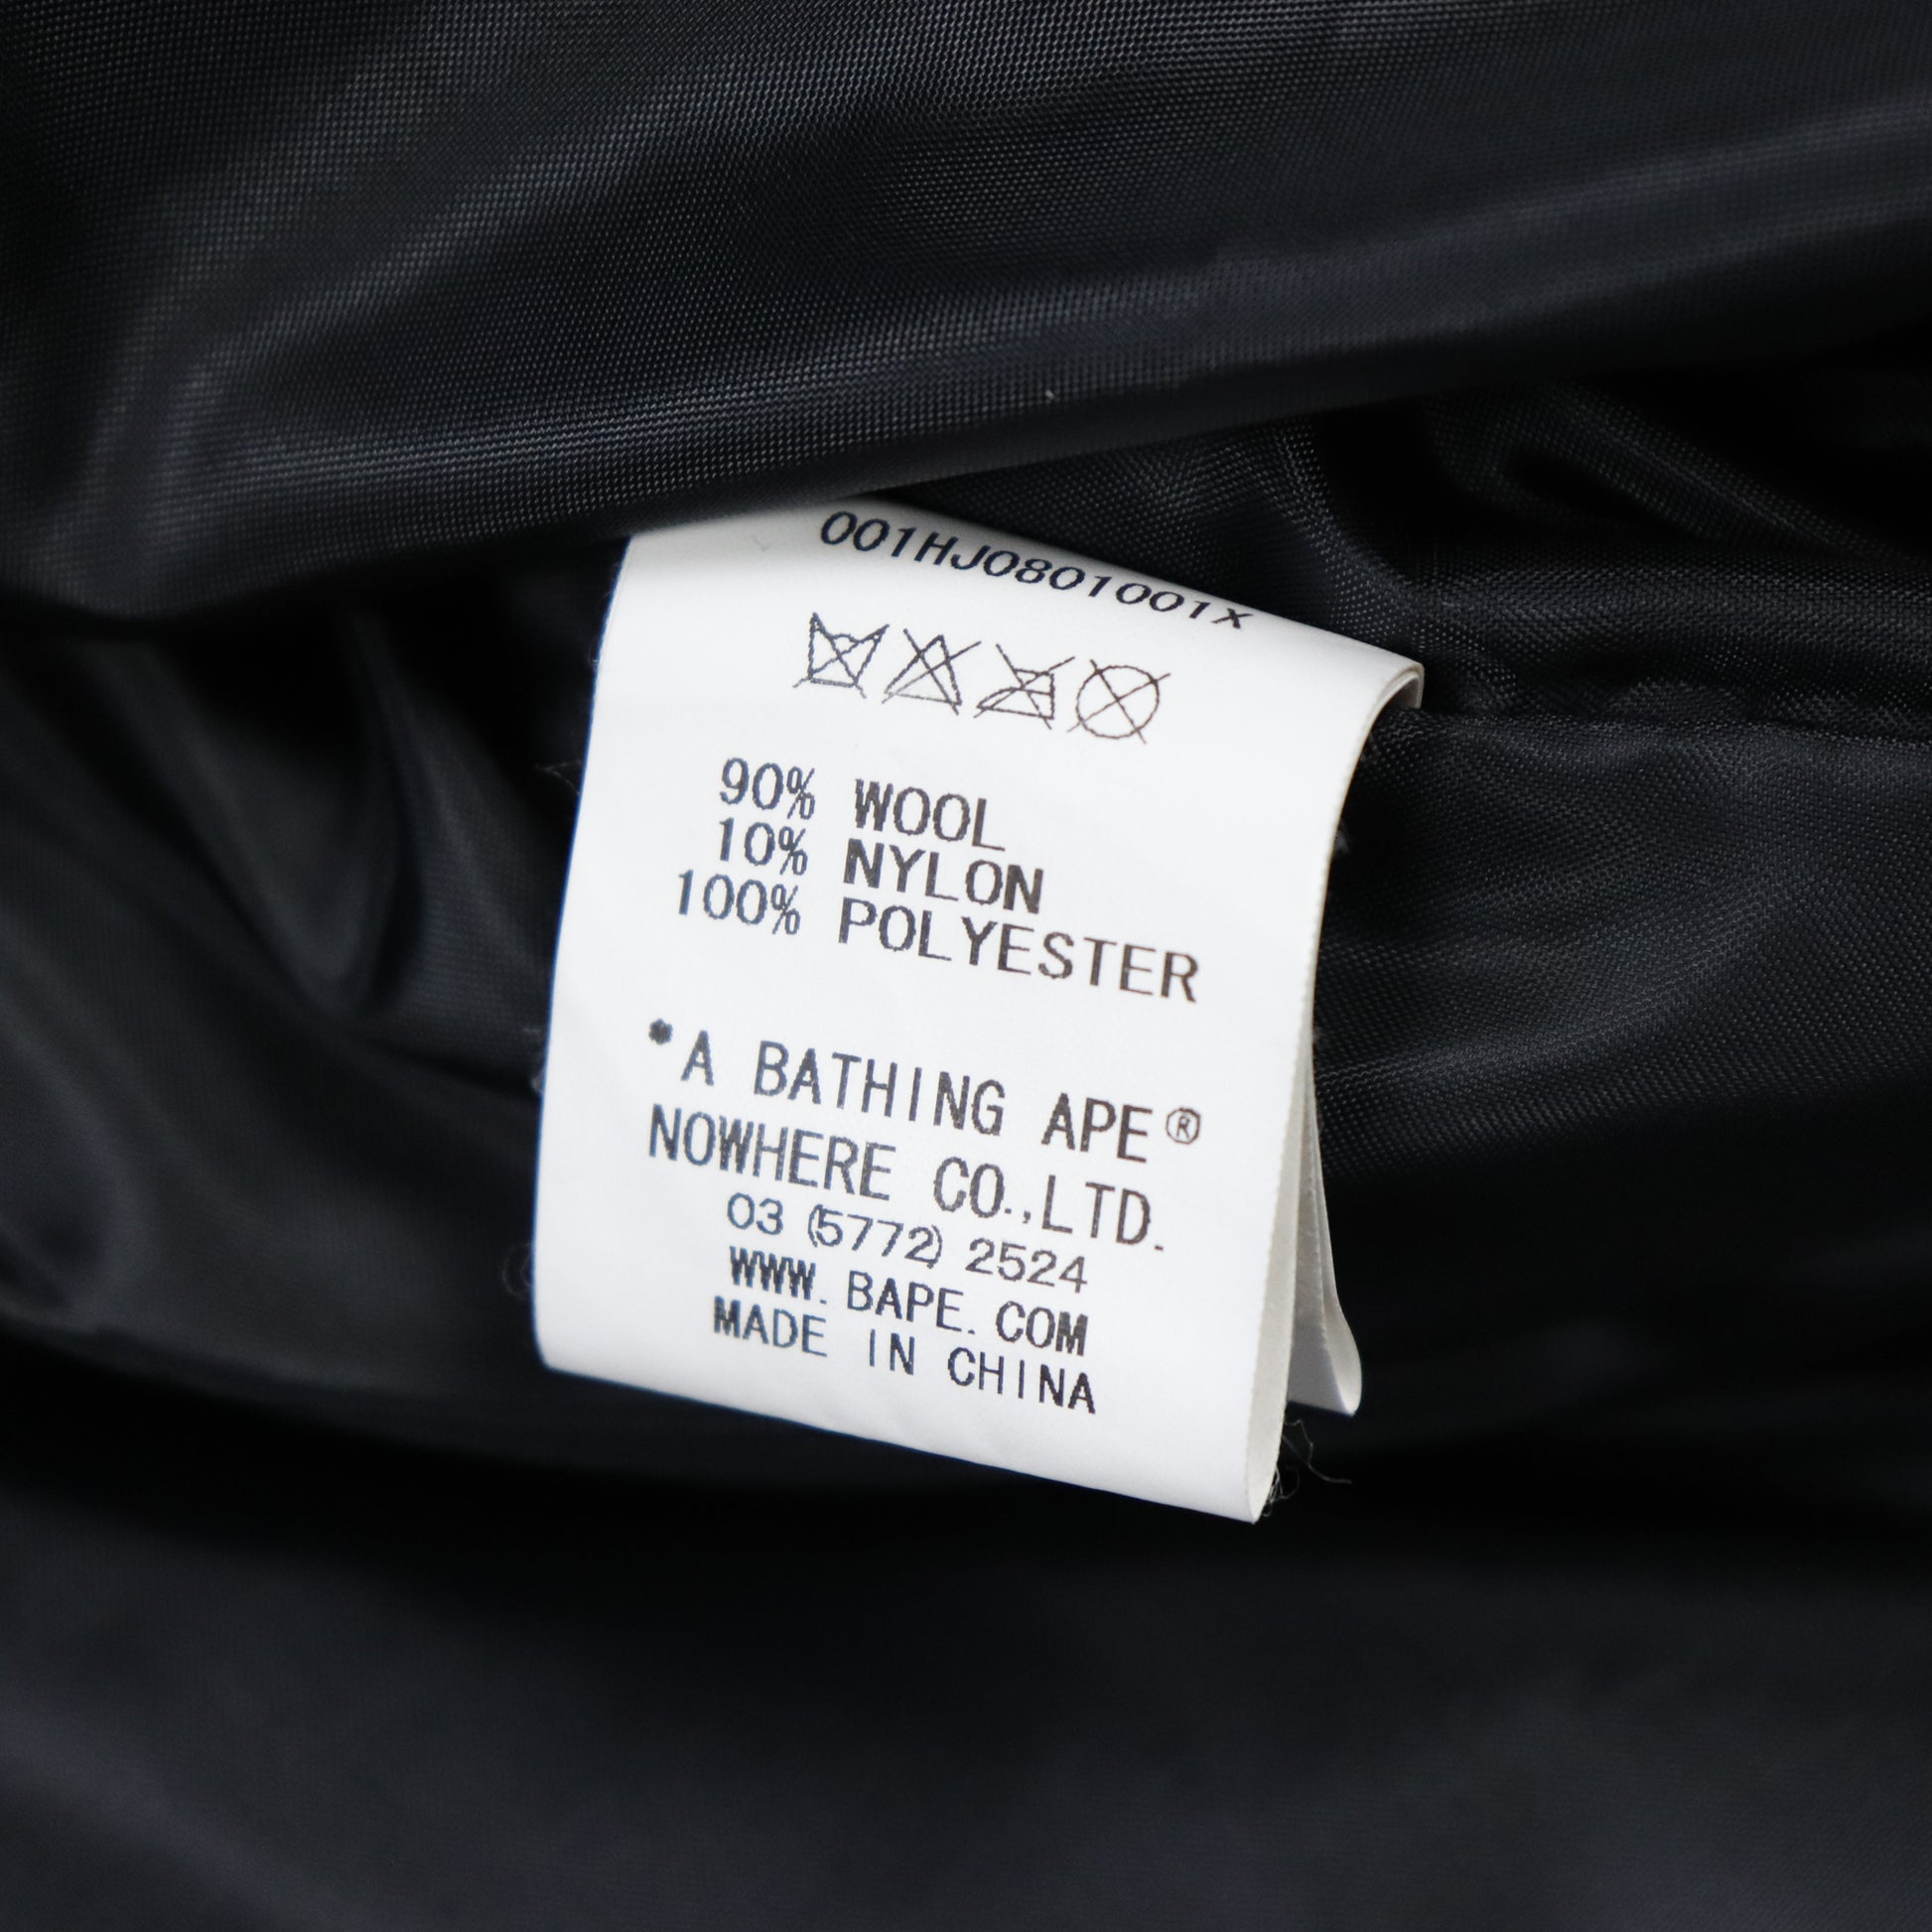 001HJ0801001X
90% WOOL
10% NYLON
100% POLYESTER
*A BATHING APE®
NOWHERE CO.,LTD.
03 (5772) 2524
WWW.BAPE.COM
MADE IN CHINA